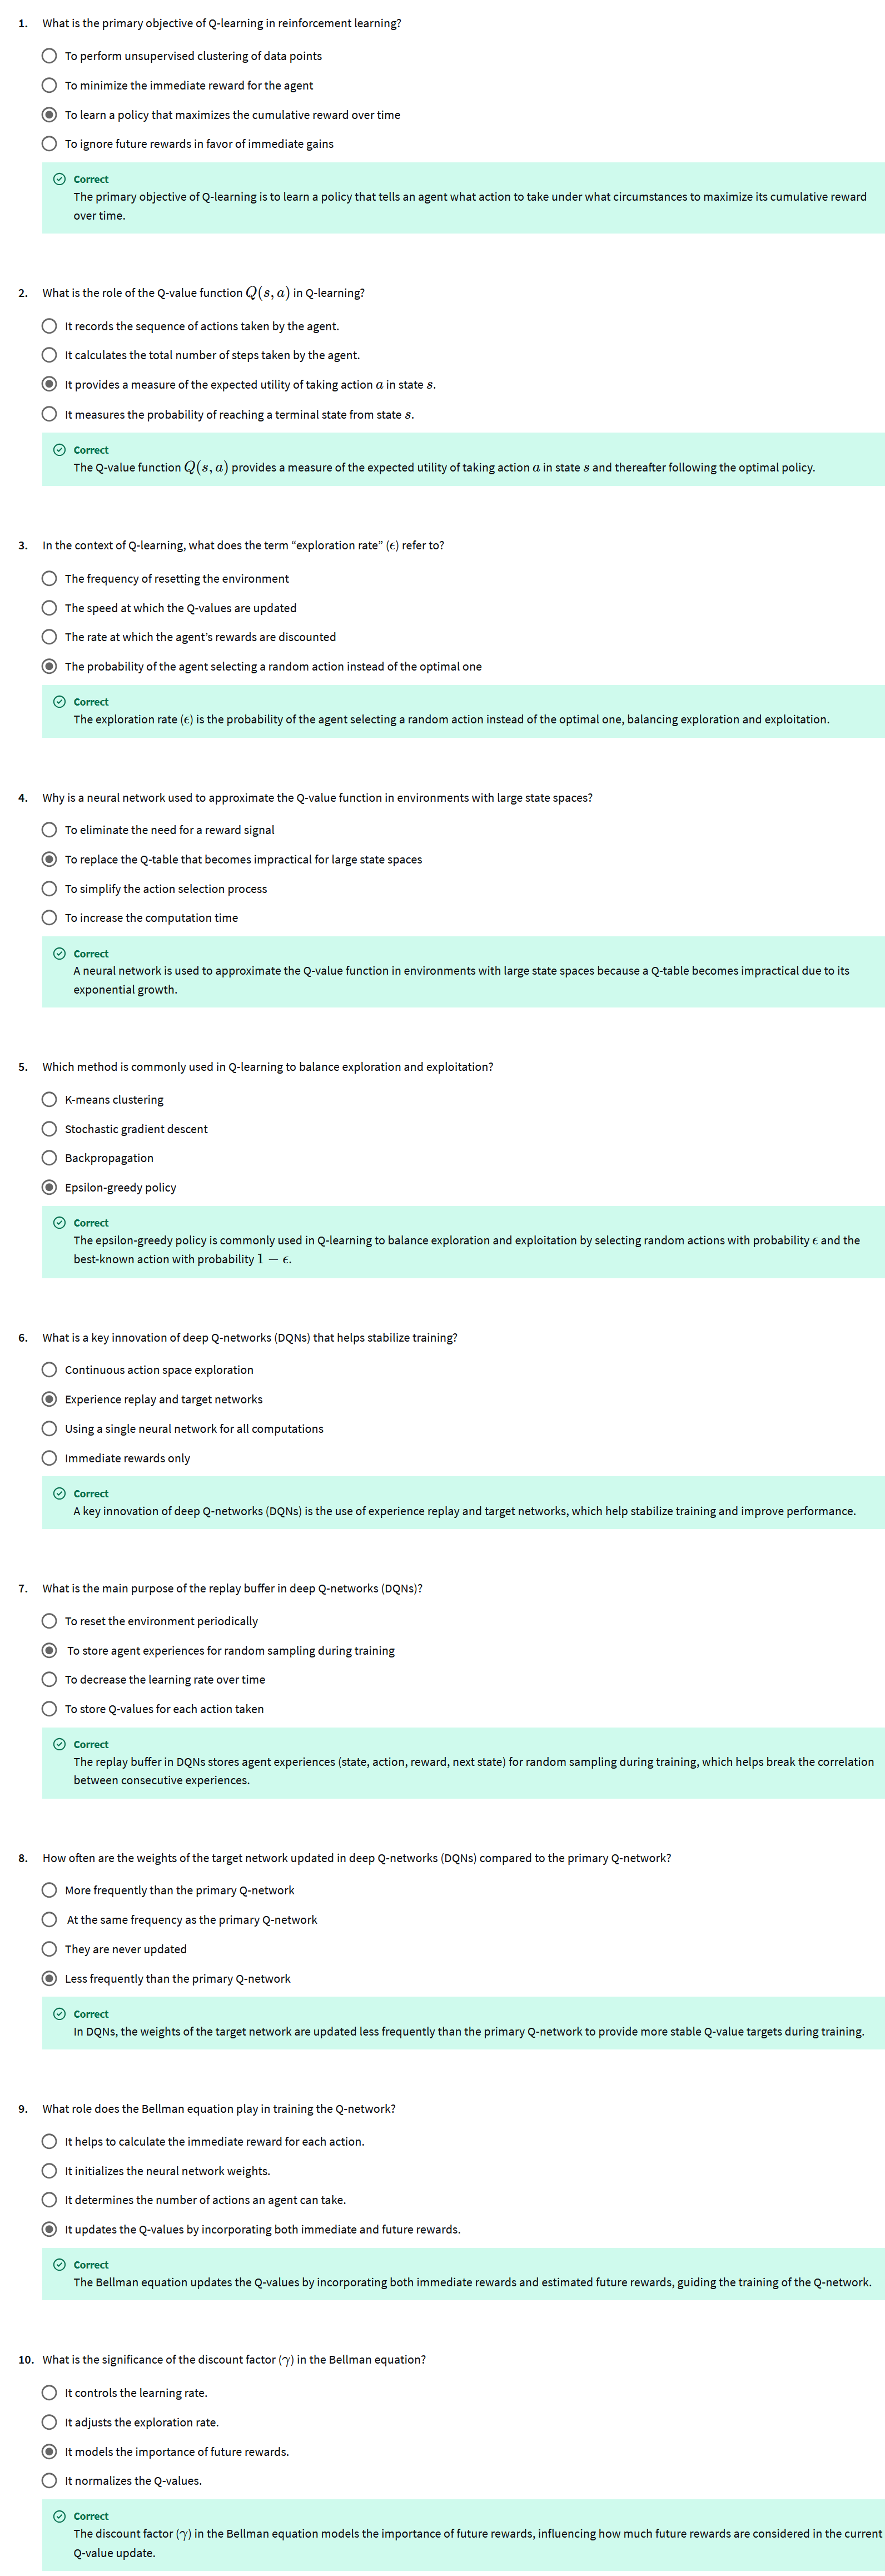 1. What is the primary objective of Q-learning in reinforcement learning?
To perform unsupervised clustering of data points
To minimize the immediate reward for the agent
To learn a policy that maximizes the cumulative reward over time
To ignore future rewards in favor of immediate gains
Correct
The primary objective of Q-learning is to learn a policy that tells an agent what action to take under what circumstances to maximize its cumulative reward
over time.
2. What is the role of the Q-value function Q(s, a) in Q-learning?
It records the sequence of actions taken by the agent.
It calculates the total number of steps taken by the agent.
It provides a measure of the expected utility of taking action a in state s.
It measures the probability of reaching a terminal state from state s.
Correct
The Q-value function Q(s, a) provides a measure of the expected utility of taking action a in state s and thereafter following the optimal policy.
3. In the context of Q-learning, what does the term “exploration rate” (ϵ) refer to?
The frequency of resetting the environment
The speed at which the Q-values are updated
The rate at which the agent’s rewards are discounted
The probability of the agent selecting a random action instead of the optimal one
Correct
The exploration rate (ϵ) is the probability of the agent selecting a random action instead of the optimal one, balancing exploration and exploitation.
4. Why is a neural network used to approximate the Q-value function in environments with large state spaces?
To eliminate the need for a reward signal
To replace the Q-table that becomes impractical for large state spaces
To simplify the action selection process
To increase the computation time
Correct
A neural network is used to approximate the Q-value function in environments with large state spaces because a Q-table becomes impractical due to its
exponential growth.
5. Which method is commonly used in Q-learning to balance exploration and exploitation?
K-means clustering
Stochastic gradient descent
Backpropagation
Epsilon-greedy policy
Correct
The epsilon-greedy policy is commonly used in Q-learning to balance exploration and exploitation by selecting random actions with probability ϵ and the
best-known action with probability 1 − ϵ.
6. What is a key innovation of deep Q-networks (DQNs) that helps stabilize training?
Continuous action space exploration
Experience replay and target networks
Using a single neural network for all computations
Immediate rewards only
Correct
A key innovation of deep Q-networks (DQNs) is the use of experience replay and target networks, which help stabilize training and improve performance.
7. What is the main purpose of the replay buffer in deep Q-networks (DQNs)?
To reset the environment periodically
To store agent experiences for random sampling during training
To decrease the learning rate over time
To store Q-values for each action taken
Correct
The replay buffer in DQNs stores agent experiences (state, action, reward, next state) for random sampling during training, which helps break the correlation
between consecutive experiences.
8. How often are the weights of the target network updated in deep Q-networks (DQNs) compared to the primary Q-network?
More frequently than the primary Q-network
At the same frequency as the primary Q-network
They are never updated
Less frequently than the primary Q-network
Correct
In DQNs, the weights of the target network are updated less frequently than the primary Q-network to provide more stable Q-value targets during training.
9. What role does the Bellman equation play in training the Q-network?
It helps to calculate the immediate reward for each action.
It initializes the neural network weights.
It determines the number of actions an agent can take.
It updates the Q-values by incorporating both immediate and future rewards.
Correct
The Bellman equation updates the Q-values by incorporating both immediate rewards and estimated future rewards, guiding the training of the Q-network.
10. What is the significance of the discount factor (γ) in the Bellman equation?
It controls the learning rate.
It adjusts the exploration rate.
It models the importance of future rewards.
It normalizes the Q-values.
Correct
The discount factor (γ) in the Bellman equation models the importance of future rewards, influencing how much future rewards are considered in the current
Q-value update.